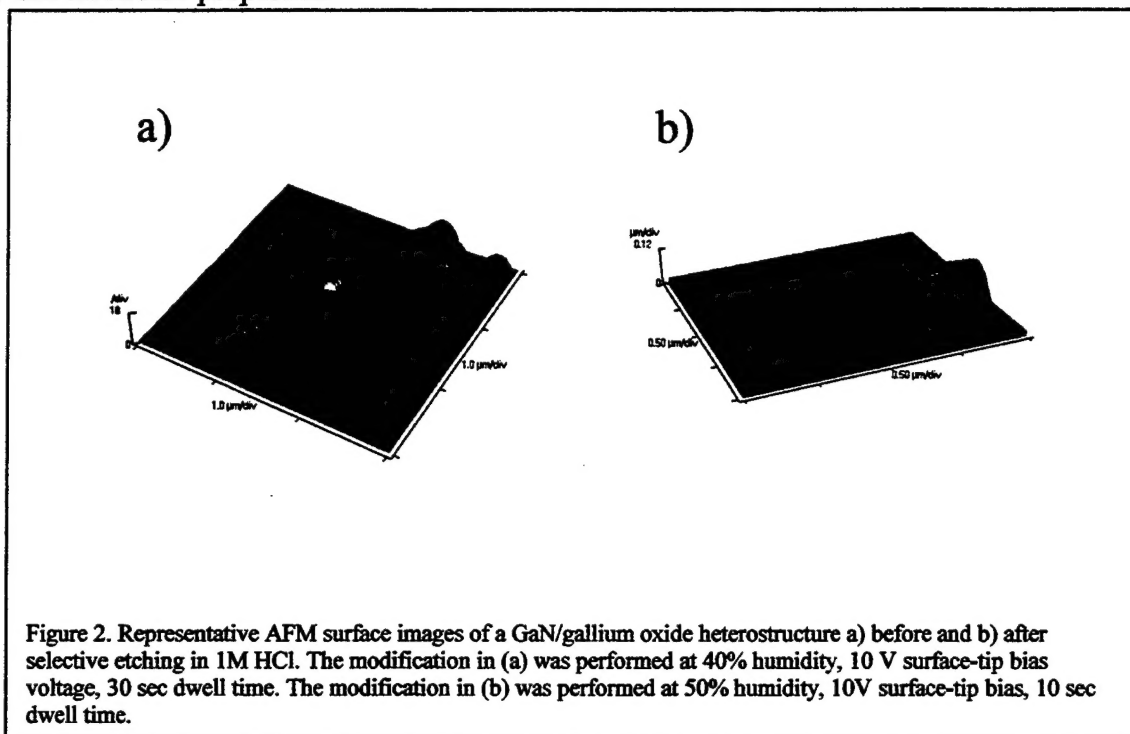 a)
b)
/div
18
0
1.0 µm/div
1.0 µm/div
µm/div
0.12
0
0.50 µm/div
0.50 µm/div
Figure 2. Representative AFM surface images of a GaN/gallium oxide heterostructure a) before and b) after
selective etching in 1M HCl. The modification in (a) was performed at 40% humidity, 10 V surface-tip bias
voltage, 30 sec dwell time. The modification in (b) was performed at 50% humidity, 10V surface-tip bias, 10 sec
dwell time.